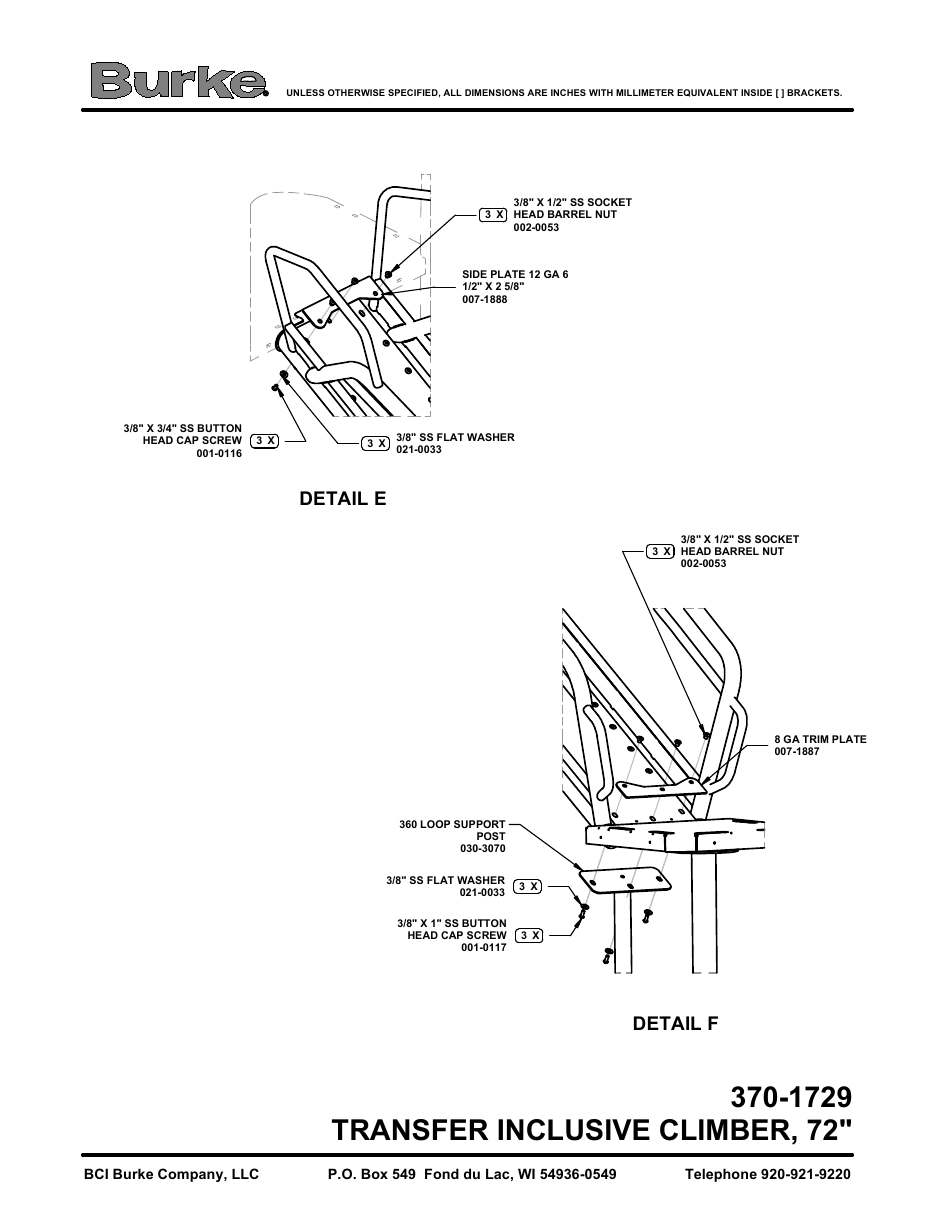 Burke
UNLESS OTHERWISE SPECIFIED, ALL DIMENSIONS ARE INCHES WITH MILLIMETER EQUIVALENT INSIDE [ ] BRACKETS.
3 X
3/8" X 1/2" SS SOCKET
HEAD BARREL NUT
002-0053
SIDE PLATE 12 GA 6
1/2" X 2 5/8"
007-1888
3/8" X 3/4" SS BUTTON
HEAD CAP SCREW
001-0116
3 X
3 X
3/8" SS FLAT WASHER
021-0033
DETAIL E
3 X
3/8" X 1/2" SS SOCKET
HEAD BARREL NUT
002-0053
8 GA TRIM PLATE
007-1887
360 LOOP SUPPORT
POST
030-3070
3/8" SS FLAT WASHER
021-0033
3 X
3/8" X 1" SS BUTTON
HEAD CAP SCREW
001-0117
3 X
DETAIL F
370-1729
TRANSFER INCLUSIVE CLIMBER, 72"
BCI Burke Company, LLC
P.O. Box 549 Fond du Lac, WI 54936-0549
Telephone 920-921-9220